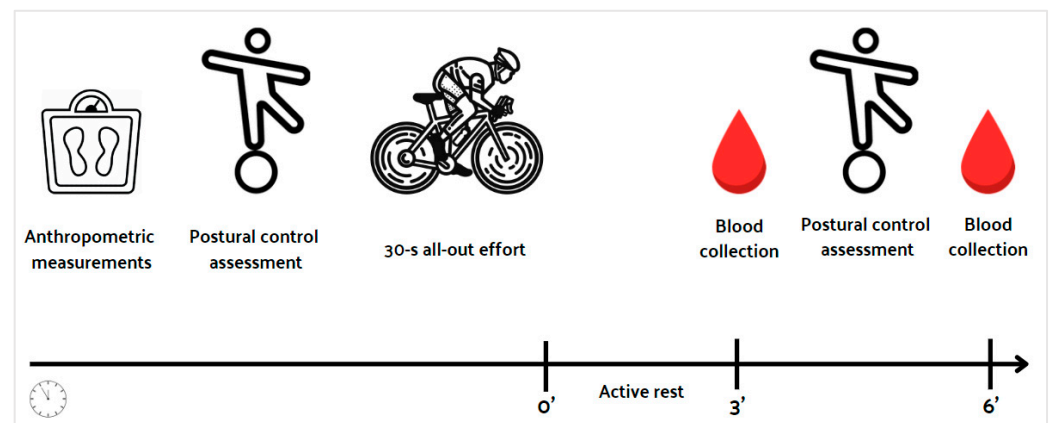 Anthropometric
measurements
Postural control
assessment
30-s all-out effort
Blood
collection
Postural control
assessment
Blood
collection
0’
Active rest
3’
6’